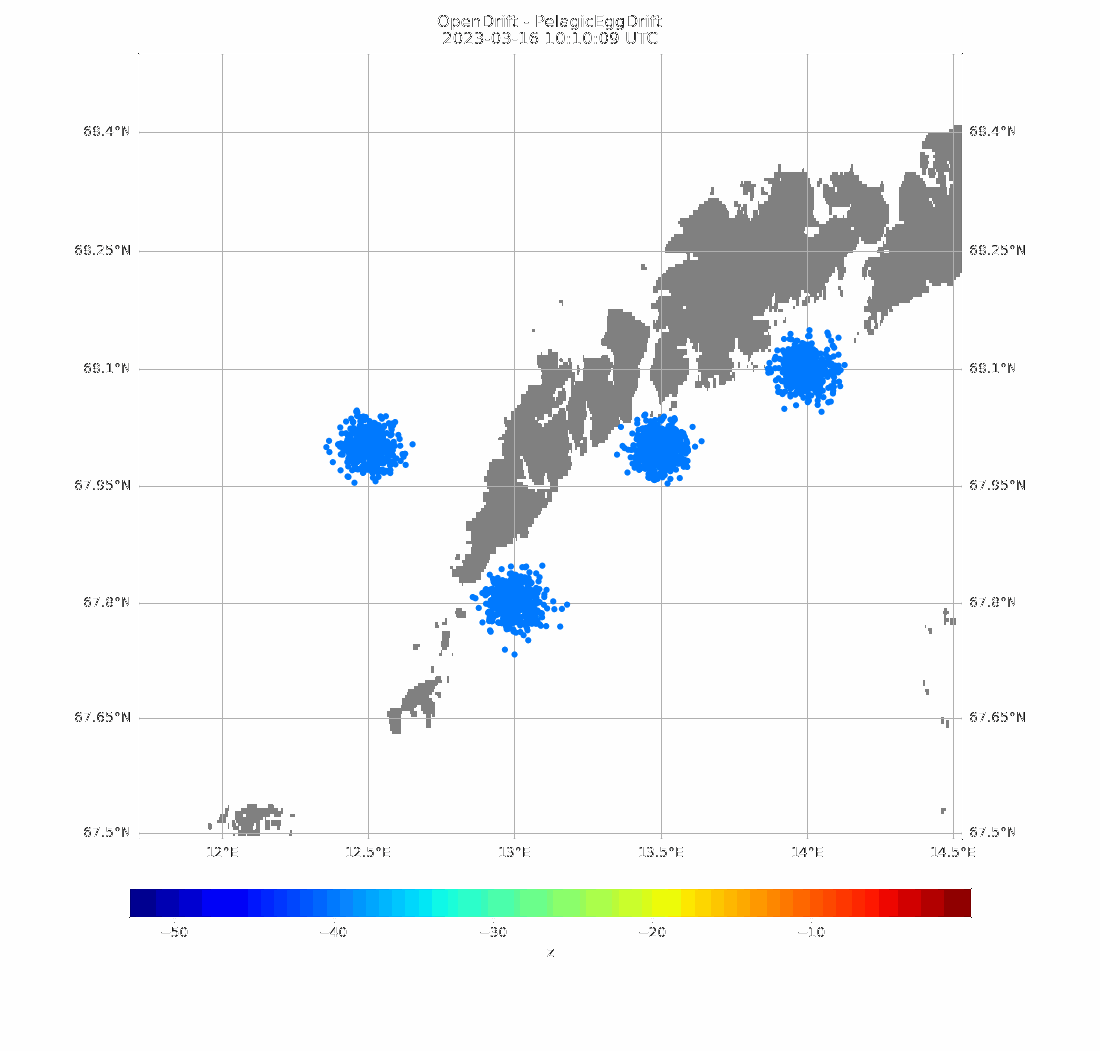 OpenDrift - PelagicEggDrift
2023-03-16 10:10:09 UTC
68.4°N 68.4°N
68.25°N 68.25°N
68.1°N 68.1°N
67.95°N 67.95°N
67.8°N 67.8°N
67.65°N 67.65°N
67.5°N 67.5°N
12°E 12.5°E 13°E 13.5°E 14°E 14.5°E
−50 −40 −30 −20 −10
z